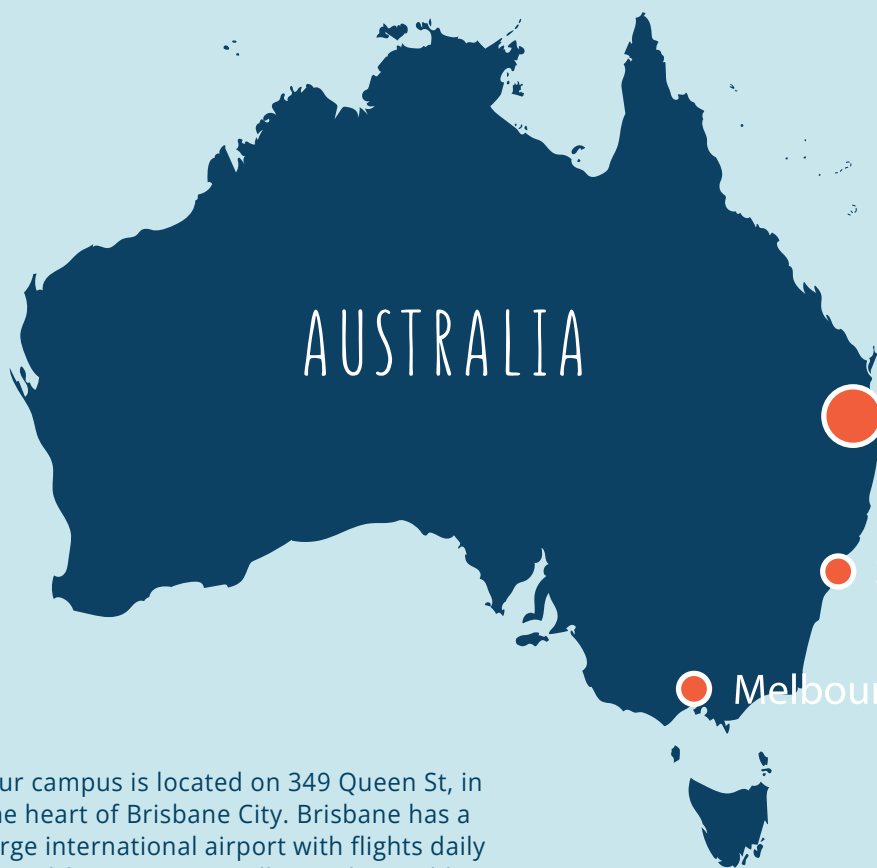 AUSTRALIA
Melbour
ur campus is located on 349 Queen St, in
e heart of Brisbane City. Brisbane has a
rge international airport with flights daily